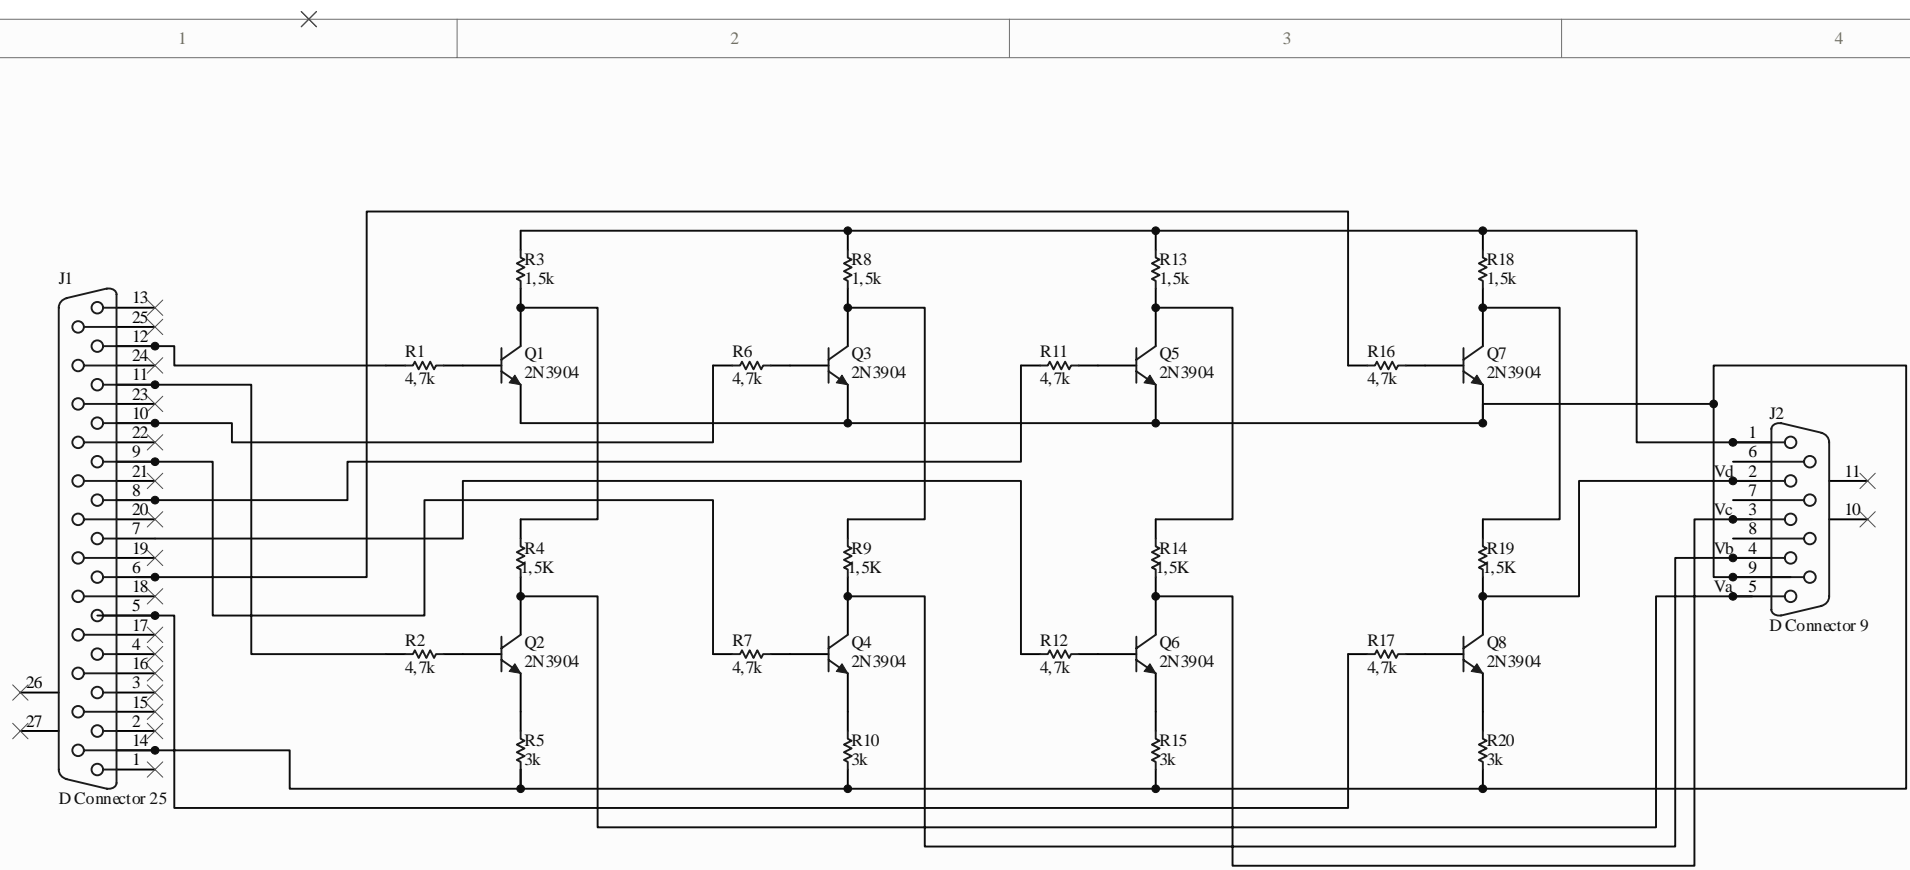 1 2 3 4
J1
13
25
12
24
11
23
10
22
9
21
8
20
7
19
6
18
5
17
4
16
3
15
2
14
1
26
27
D Connector 25
R3 R8 R13 R18
1,5k 1,5k 1,5k 1,5k
R1 Q1 R6 Q3 R11 Q5 R16 Q7
4,7k 2N3904 4,7k 2N3904 4,7k 2N3904 4,7k 2N3904
R4 R9 R14 R19
1,5K 1,5K 1,5K 1,5K
R2 Q2 R7 Q4 R12 Q6 R17 Q8
4,7k 2N3904 4,7k 2N3904 4,7k 2N3904 4,7k 2N3904
R5 R10 R15 R20
3k 3k 3k 3k
J2
1
6
Vd 2
7
Vc 3
8
Vb 4
9
Va 5
11
10
D Connector 9